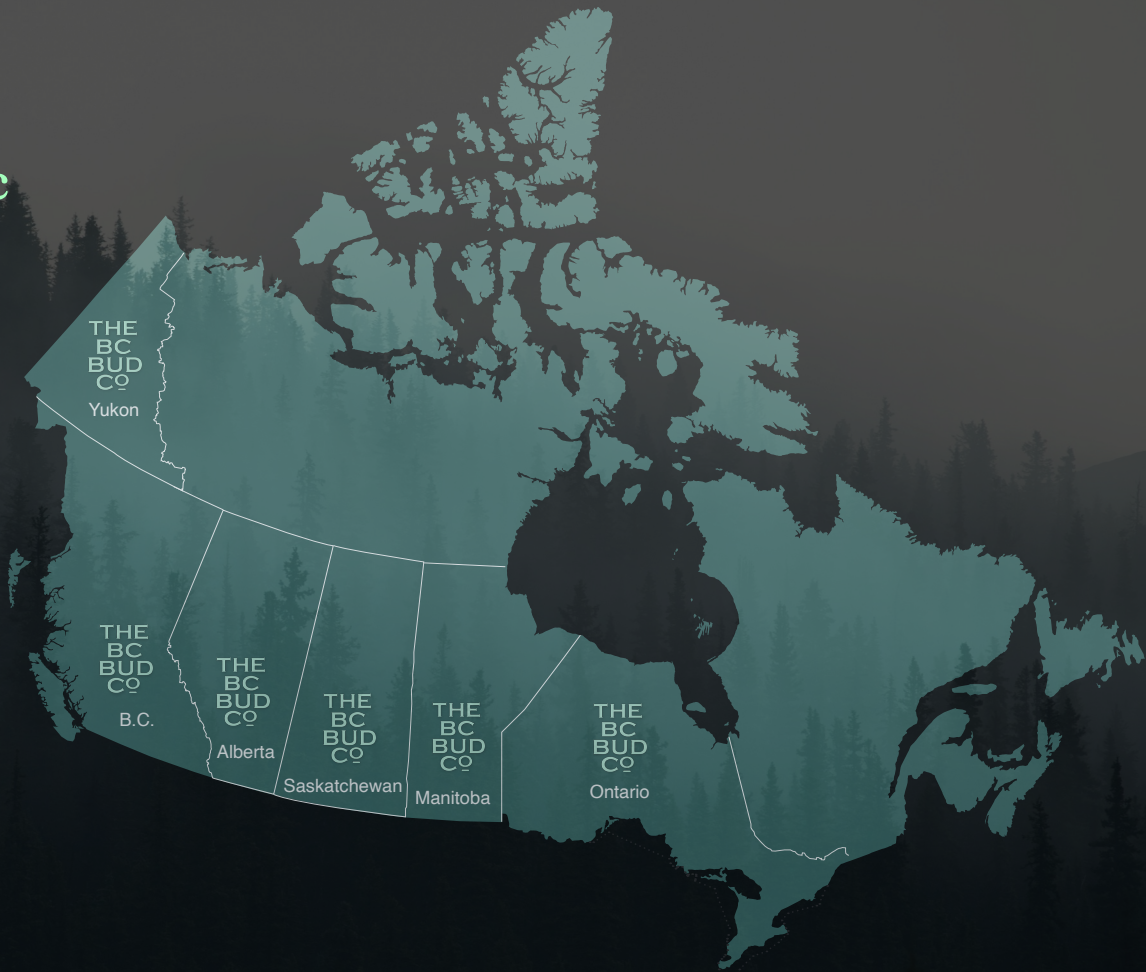 THE
BC
BUD
CO
Yukon
THE
BC
BUD
CO
B.C.
THE
BC
BUD
CO
Alberta
THE
BC
BUD
CO
Saskatchewan
THE
BC
BUD
CO
Manitoba
THE
BC
BUD
CO
Ontario